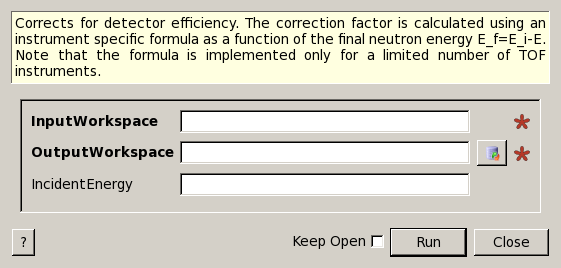 Corrects for detector efficiency. The correction factor is calculated using an
instrument specific formula as a function of the final neutron energy E_f=E_i-E.
Note that the formula is implemented only for a limited number of TOF
instruments.
InputWorkspace
OutputWorkspace
IncidentEnergy
? Keep Open Run Close